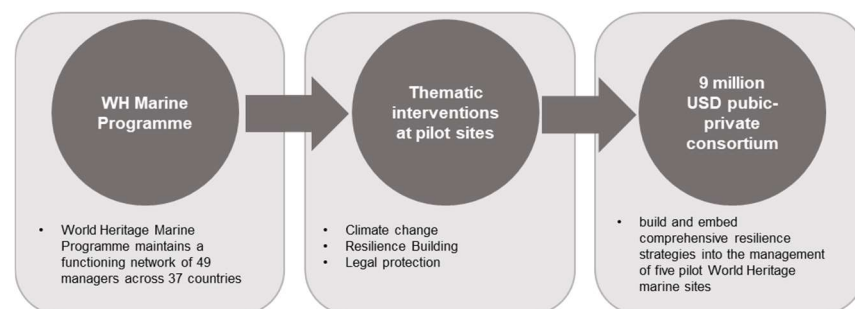 WH Marine
Programme
• World Heritage Marine
Programme maintains a
functioning network of 49
managers across 37 countries
Thematic
interventions
at pilot sites
• Climate change
• Resilience Building
• Legal protection
9 million
USD pubic-
private
consortium
• build and embed
comprehensive resilience
strategies into the management
of five pilot World Heritage
marine sites